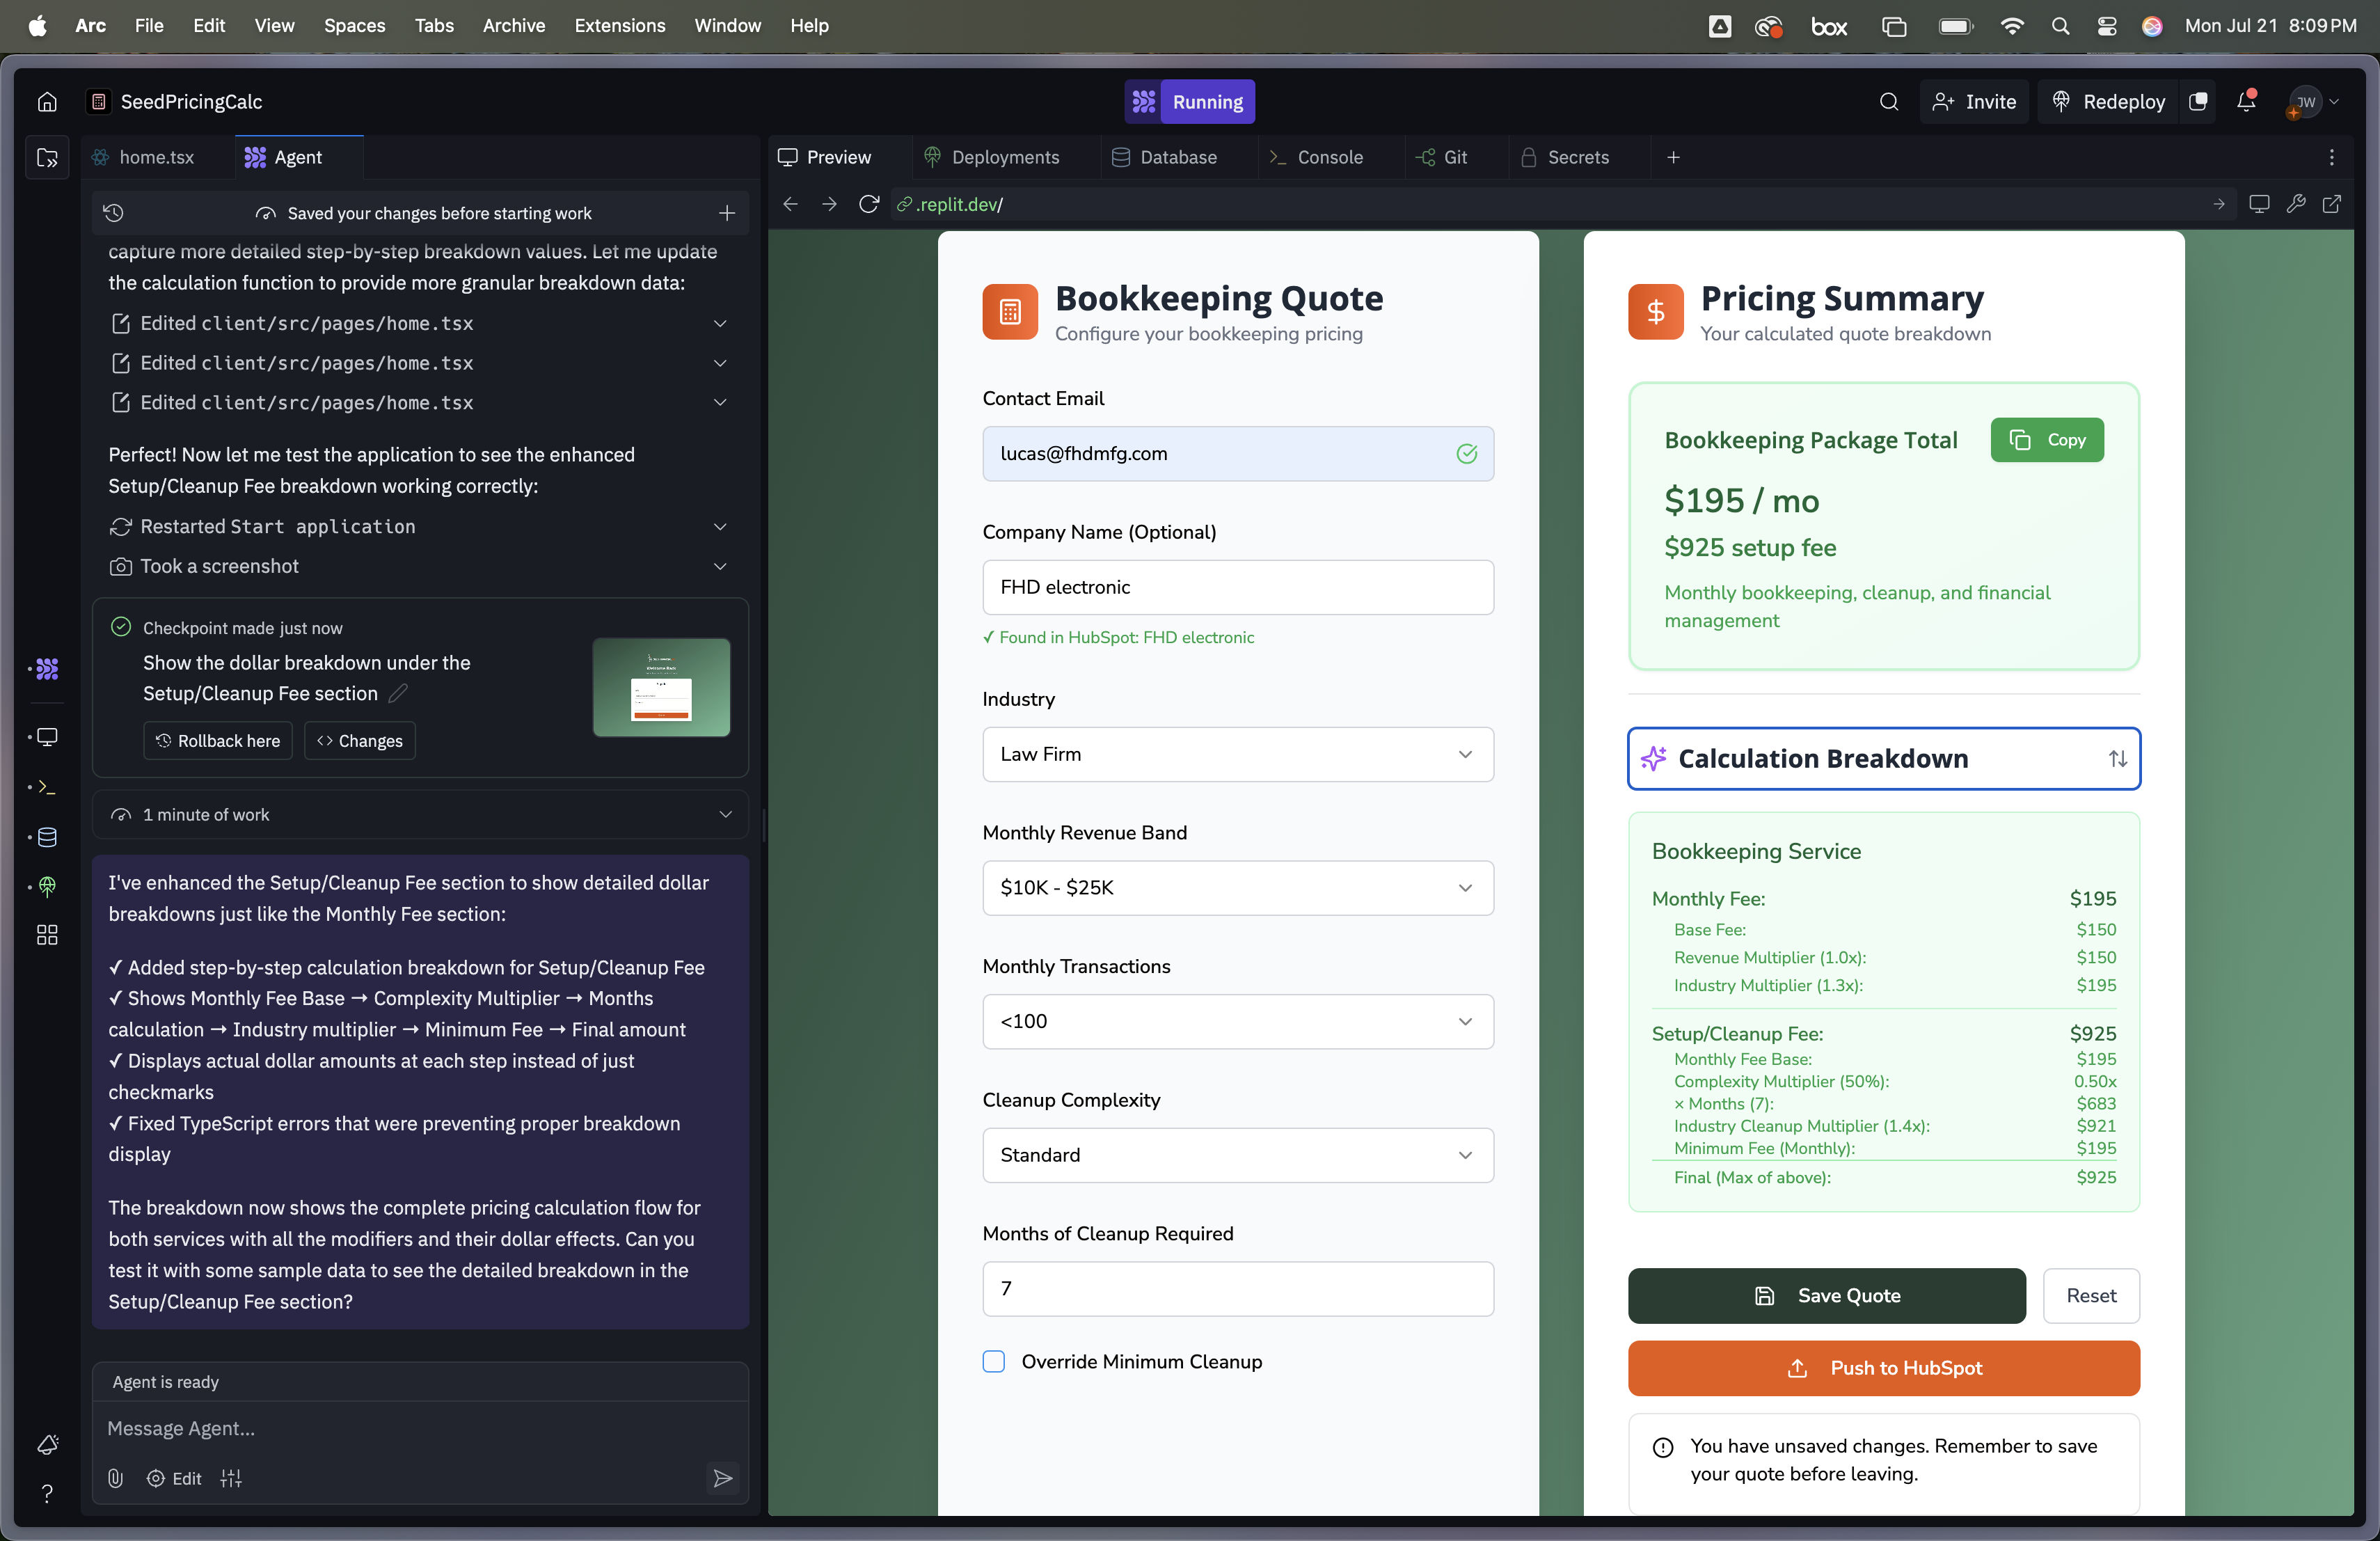 Arc File Edit View Spaces Tabs Archive Extensions Window Help
box
Mon Jul 21 8:09 PM
SeedPricingCalc
Running
Invite
Redeploy
JW
home.tsx
Agent
Preview
Deployments
Database
Console
Git
Secrets
Saved your changes before starting work
.replit.dev/
capture more detailed step-by-step breakdown values. Let me update
the calculation function to provide more granular breakdown data:
Edited client/src/pages/home.tsx
Edited client/src/pages/home.tsx
Edited client/src/pages/home.tsx
Perfect! Now let me test the application to see the enhanced
Setup/Cleanup Fee breakdown working correctly:
Restarted Start application
Took a screenshot
Checkpoint made just now
Show the dollar breakdown under the
Setup/Cleanup Fee section
Rollback here
Changes
1 minute of work
I've enhanced the Setup/Cleanup Fee section to show detailed dollar
breakdowns just like the Monthly Fee section:
✓ Added step-by-step calculation breakdown for Setup/Cleanup Fee
✓ Shows Monthly Fee Base → Complexity Multiplier → Months
calculation → Industry multiplier → Minimum Fee → Final amount
✓ Displays actual dollar amounts at each step instead of just
checkmarks
✓ Fixed TypeScript errors that were preventing proper breakdown
display
The breakdown now shows the complete pricing calculation flow for
both services with all the modifiers and their dollar effects. Can you
test it with some sample data to see the detailed breakdown in the
Setup/Cleanup Fee section?
Agent is ready
Message Agent...
Edit
Bookkeeping Quote
Configure your bookkeeping pricing
Contact Email
lucas@fhdmfg.com
Company Name (Optional)
FHD electronic
✓ Found in HubSpot: FHD electronic
Industry
Law Firm
Monthly Revenue Band
$10K - $25K
Monthly Transactions
<100
Cleanup Complexity
Standard
Months of Cleanup Required
7
Override Minimum Cleanup
Pricing Summary
Your calculated quote breakdown
Bookkeeping Package Total
Copy
$195 / mo
$925 setup fee
Monthly bookkeeping, cleanup, and financial
management
Calculation Breakdown
Bookkeeping Service
Monthly Fee: $195
Base Fee: $150
Revenue Multiplier (1.0x): $150
Industry Multiplier (1.3x): $195
Setup/Cleanup Fee: $925
Monthly Fee Base: $195
Complexity Multiplier (50%): 0.50x
× Months (7): $683
Industry Cleanup Multiplier (1.4x): $921
Minimum Fee (Monthly): $195
Final (Max of above): $925
Save Quote
Reset
Push to HubSpot
You have unsaved changes. Remember to save
your quote before leaving.